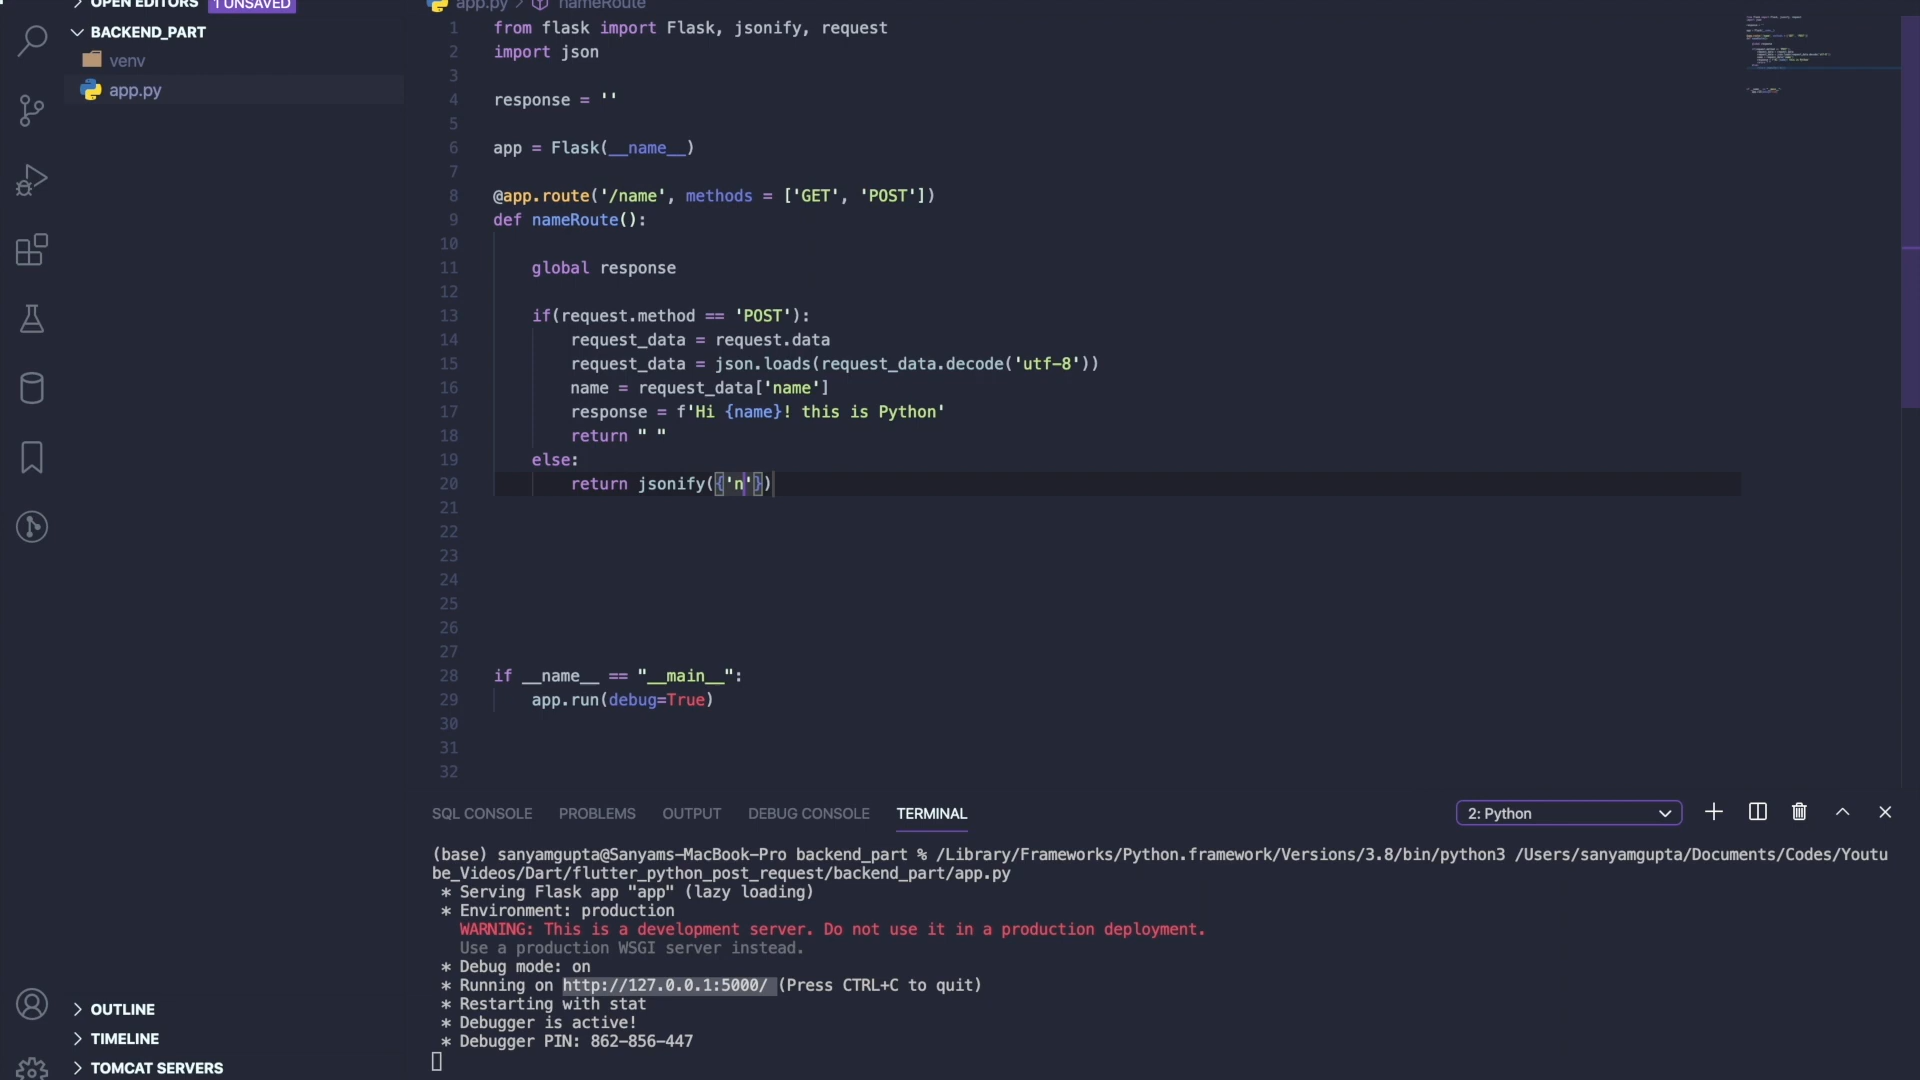 OPEN EDITORS 1 UNSAVED
BACKEND_PART
venv
app.py
app.py > nameRoute
1 from flask import Flask, jsonify, request
2 import json
3
4 response = ''
5
6 app = Flask(__name__)
7
8 @app.route('/name', methods = ['GET', 'POST'])
9 def nameRoute():
10
11 global response
12
13 if(request.method == 'POST'):
14 request_data = request.data
15 request_data = json.loads(request_data.decode('utf-8'))
16 name = request_data['name']
17 response = f'Hi {name}! this is Python'
18 return " "
19 else:
20 return jsonify({'n'})
21
22
23
24
25
26
27
28 if __name__ == "__main__":
29 app.run(debug=True)
30
31
32
SQL CONSOLE PROBLEMS OUTPUT DEBUG CONSOLE TERMINAL 2: Python
(base) sanyamgupta@Sanyams-MacBook-Pro backend_part % /Library/Frameworks/Python.framework/Versions/3.8/bin/python3 /Users/sanyamgupta/Documents/Codes/Youtu
be_Videos/Dart/flutter_python_post_request/backend_part/app.py
* Serving Flask app "app" (lazy loading)
* Environment: production
WARNING: This is a development server. Do not use it in a production deployment.
Use a production WSGI server instead.
* Debug mode: on
* Running on http://127.0.0.1:5000/ (Press CTRL+C to quit)
* Restarting with stat
* Debugger is active!
* Debugger PIN: 862-856-447
OUTLINE
TIMELINE
TOMCAT SERVERS